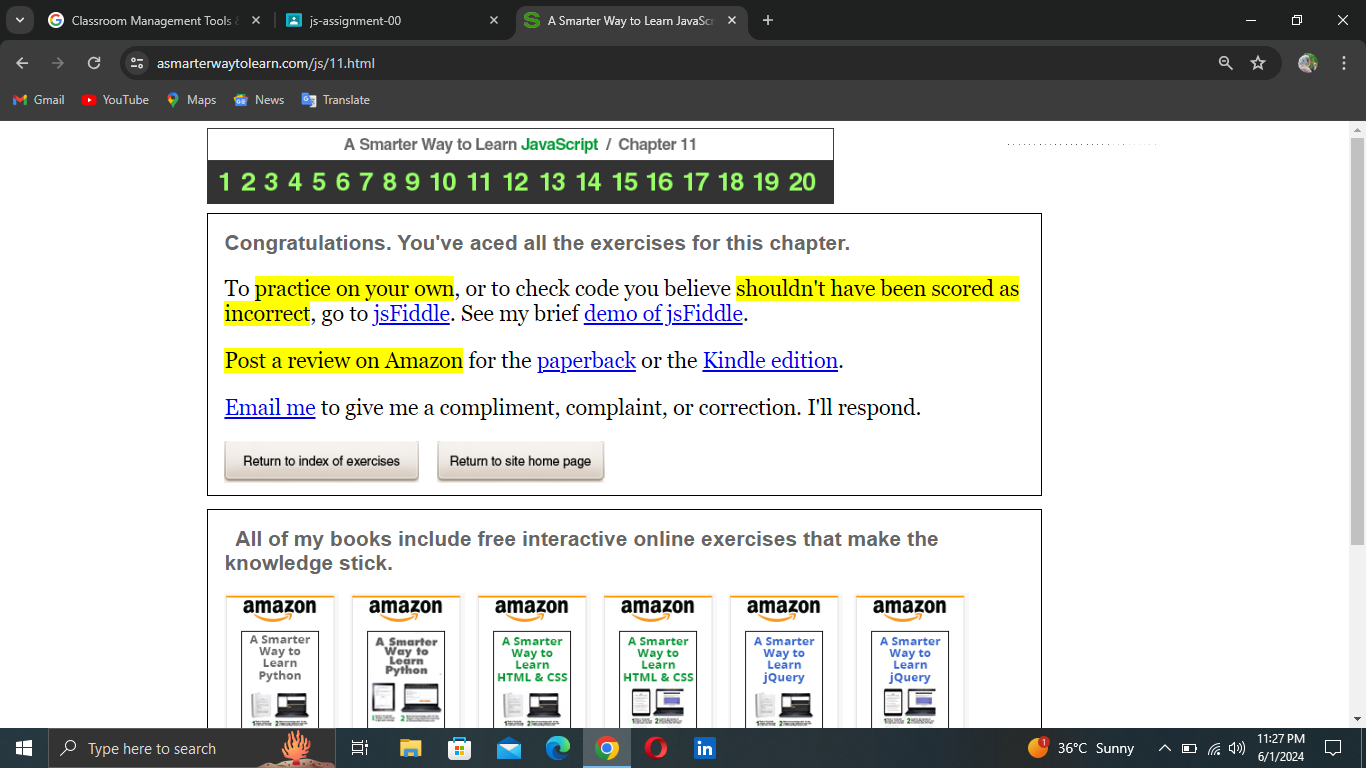 Classroom Management Tools &
js-assignment-00
A Smarter Way to Learn JavaScr
asmarterwaytolearn.com/js/11.html
Gmail
YouTube
Maps
News
Translate
A Smarter Way to Learn JavaScript / Chapter 11
1 2 3 4 5 6 7 8 9 10 11 12 13 14 15 16 17 18 19 20
Congratulations. You've aced all the exercises for this chapter.
To practice on your own, or to check code you believe shouldn't have been scored as
incorrect, go to jsFiddle. See my brief demo of jsFiddle.
Post a review on Amazon for the paperback or the Kindle edition.
Email me to give me a compliment, complaint, or correction. I'll respond.
Return to index of exercises
Return to site home page
All of my books include free interactive online exercises that make the
knowledge stick.
amazon
A Smarter
Way to
Learn
Python
amazon
A Smarter
Way to
Learn
Python
amazon
A Smarter
Way to
Learn
HTML & CSS
amazon
A Smarter
Way to
Learn
HTML & CSS
amazon
A Smarter
Way to
Learn
jQuery
amazon
A Smarter
Way to
Learn
jQuery
Type here to search
1
36°C Sunny
11:27 PM
6/1/2024